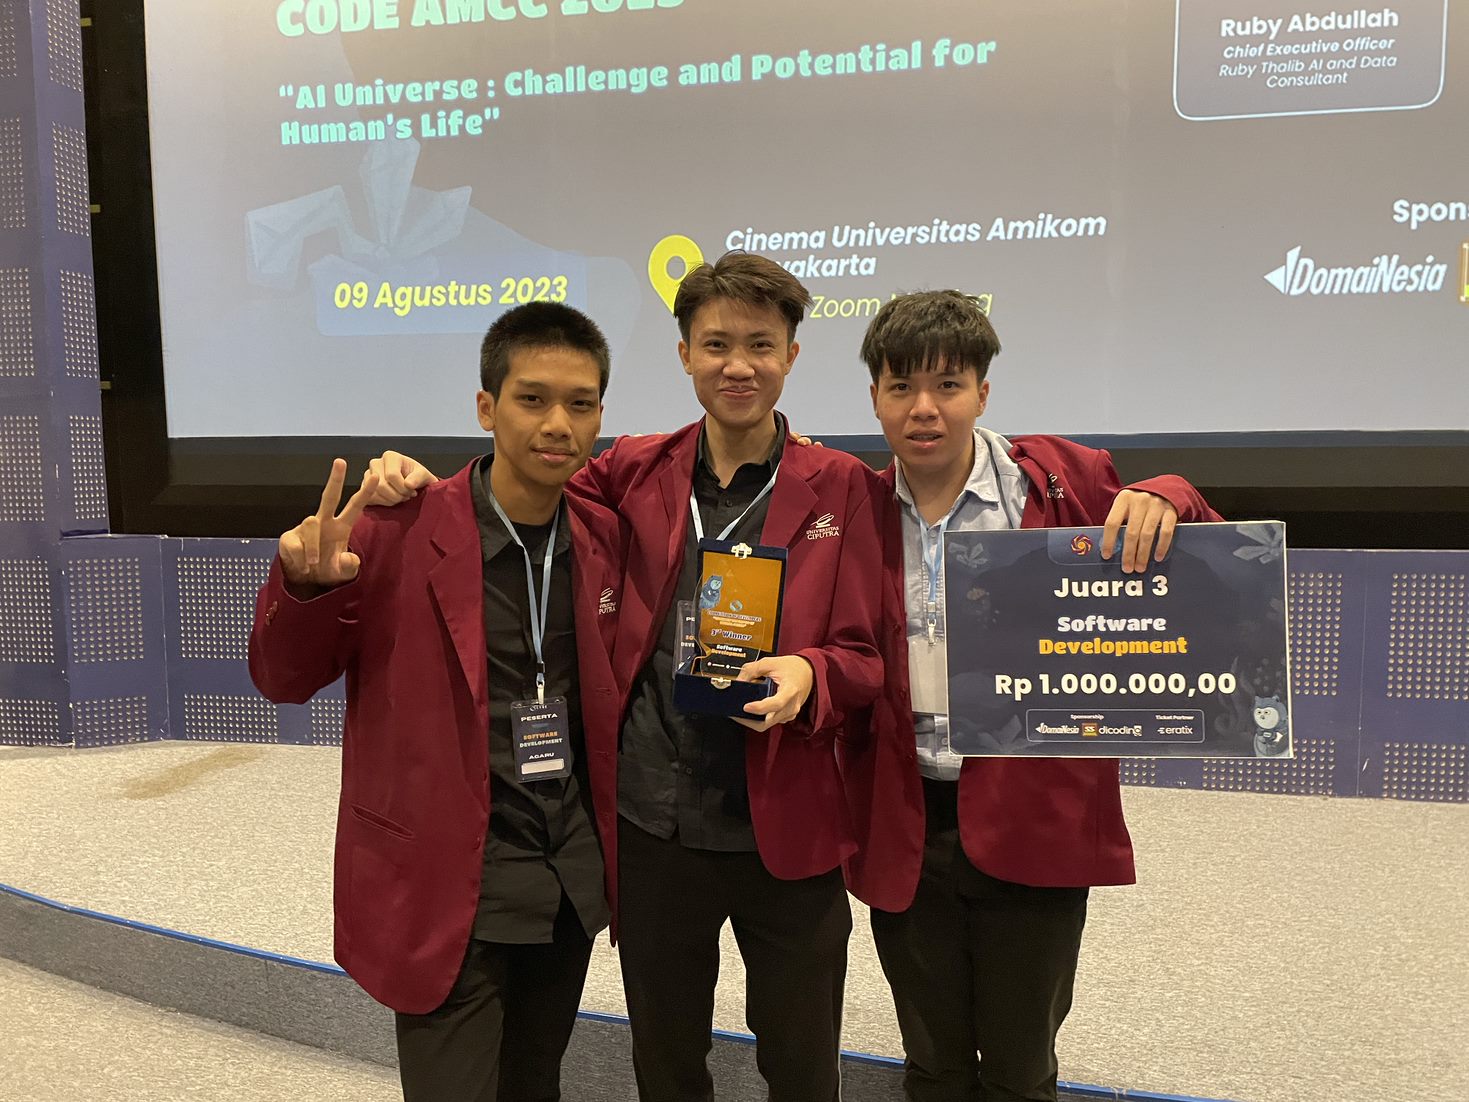 CODE AMCC 2023
"AI Universe : Challenge and Potential for
Human's Life"
Ruby Abdullah
Chief Executive Officer
Ruby Thalib AI and Data
Consultant
09 Agustus 2023
Cinema Universitas Amikom
yakarta
Zoom
Spons
DomaiNesia
UNIVERSITAS
CIPUTRA
3rd Winner
Software
Development
PESERTA
SOFTWARE
DEVELOPMENT
AGARU
Juara 3
Software
Development
Rp 1.000.000,00
Sponsorship
DomaiNesia
dicoding
Ticket Partner
eratix